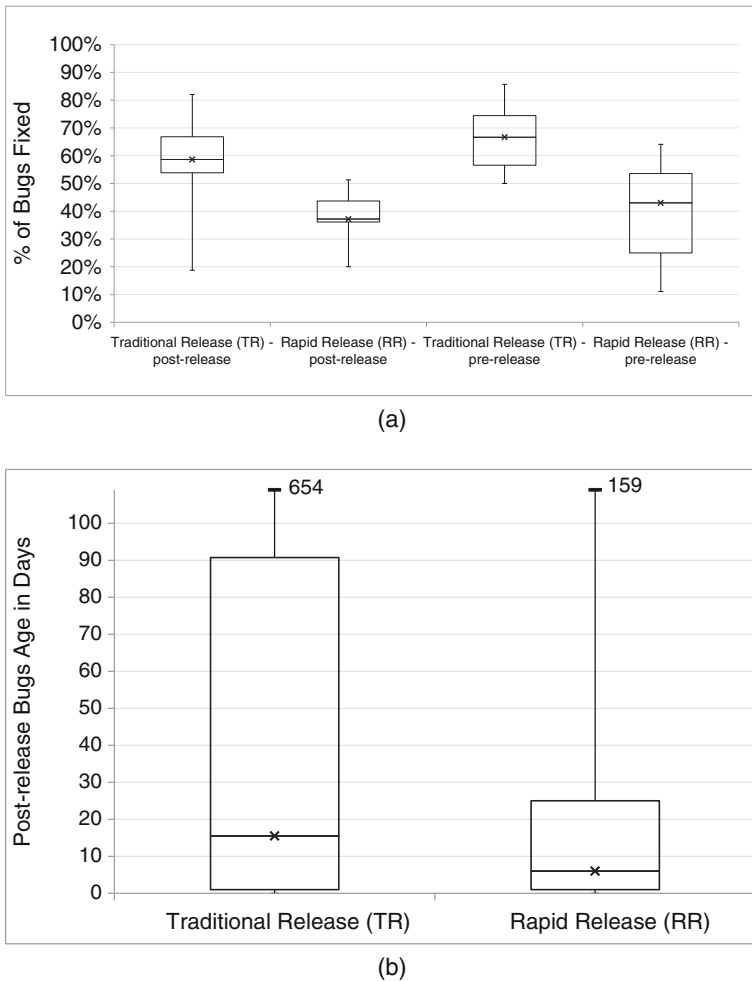 100%
90%
80%
70%
60%
50%
40%
30%
20%
10%
0%
% of Bugs Fixed
Traditional Release (TR) -
post-release
Rapid Release (RR) -
post-release
Traditional Release (TR) -
pre-release
Rapid Release (RR) -
pre-release
(a)
654
159
100
90
80
70
60
50
40
30
20
10
0
Post-release Bugs Age in Days
Traditional Release (TR)
Rapid Release (RR)
(b)